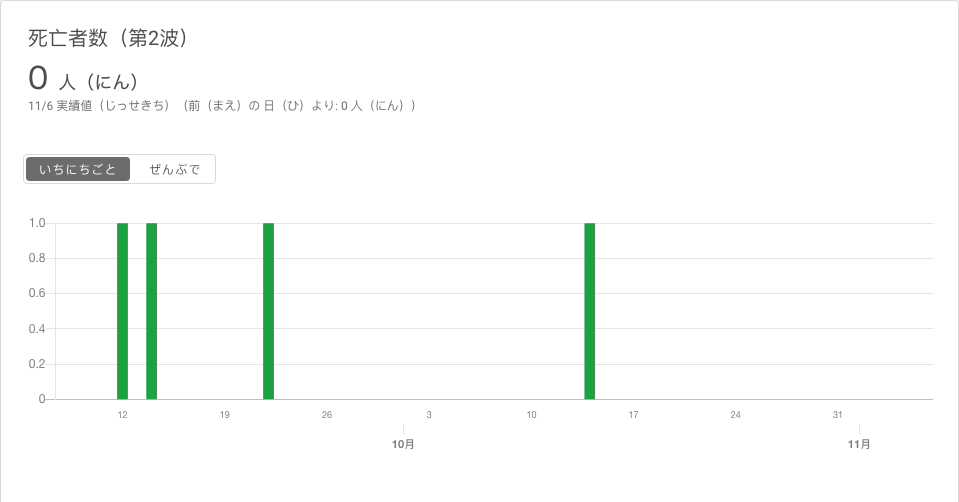 死亡者数（第2波）
0 人（にん）
11/6 実績値（じっせきち）（前（まえ）の 日（ひ）より: 0 人（にん））
いちにちごと ぜんぶで
1.0
0.8
0.6
0.4
0.2
0
12 19 26 3 10 17 24 31
10月 11月